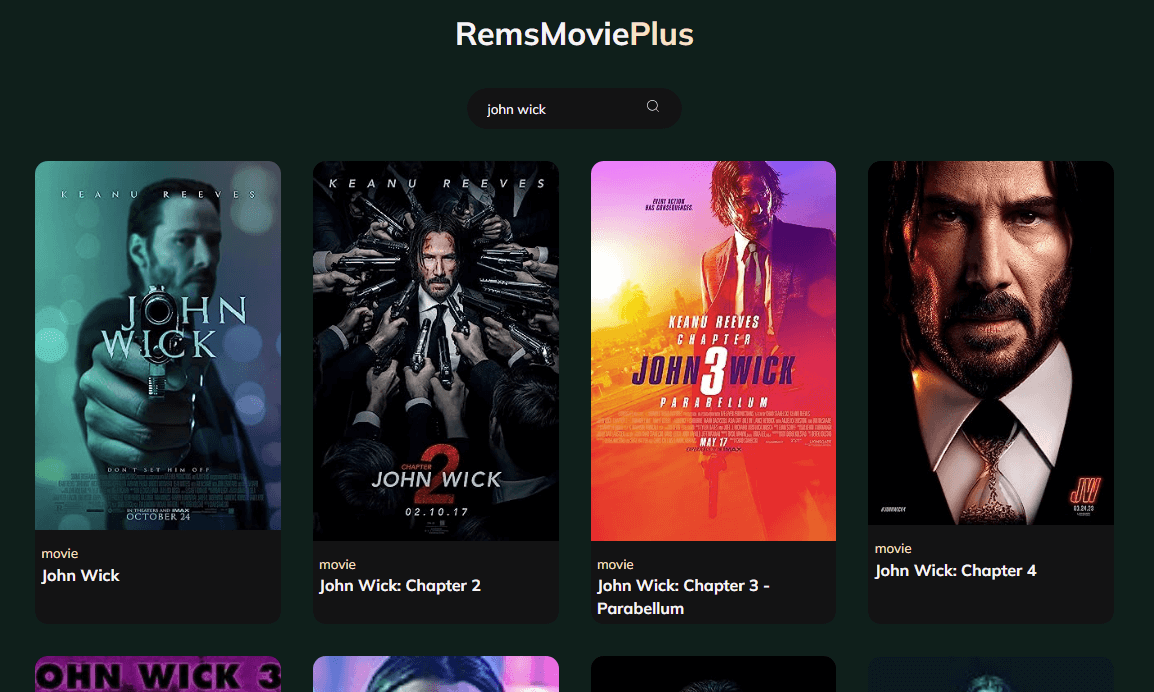 RemsMoviePlus
john wick
KEANU REEVES
JOHN
WICK
DON'T SET HIM OFF
IN THEATERS AND IMAX
OCTOBER 24
movie
John Wick
KEANU REEVES
CHAPTER
2
JOHN WICK
02.10.17
movie
John Wick: Chapter 2
EVERY ACTION
HAS CONSEQUENCES.
KEANU REEVES
CHAPTER
JOHN 3 WICK
PARABELLUM
MAY 17
movie
John Wick: Chapter 3 -
Parabellum
#JOHNWICK4
JW
03.24.23
movie
John Wick: Chapter 4
JOHN WICK 3